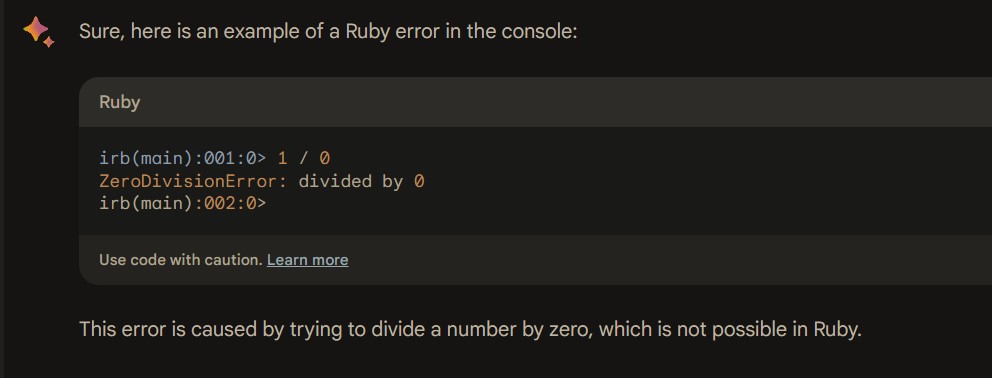 Sure, here is an example of a Ruby error in the console:
Ruby
irb(main):001:0> 1 / 0
ZeroDivisionError: divided by 0
irb(main):002:0>
Use code with caution. Learn more
This error is caused by trying to divide a number by zero, which is not possible in Ruby.